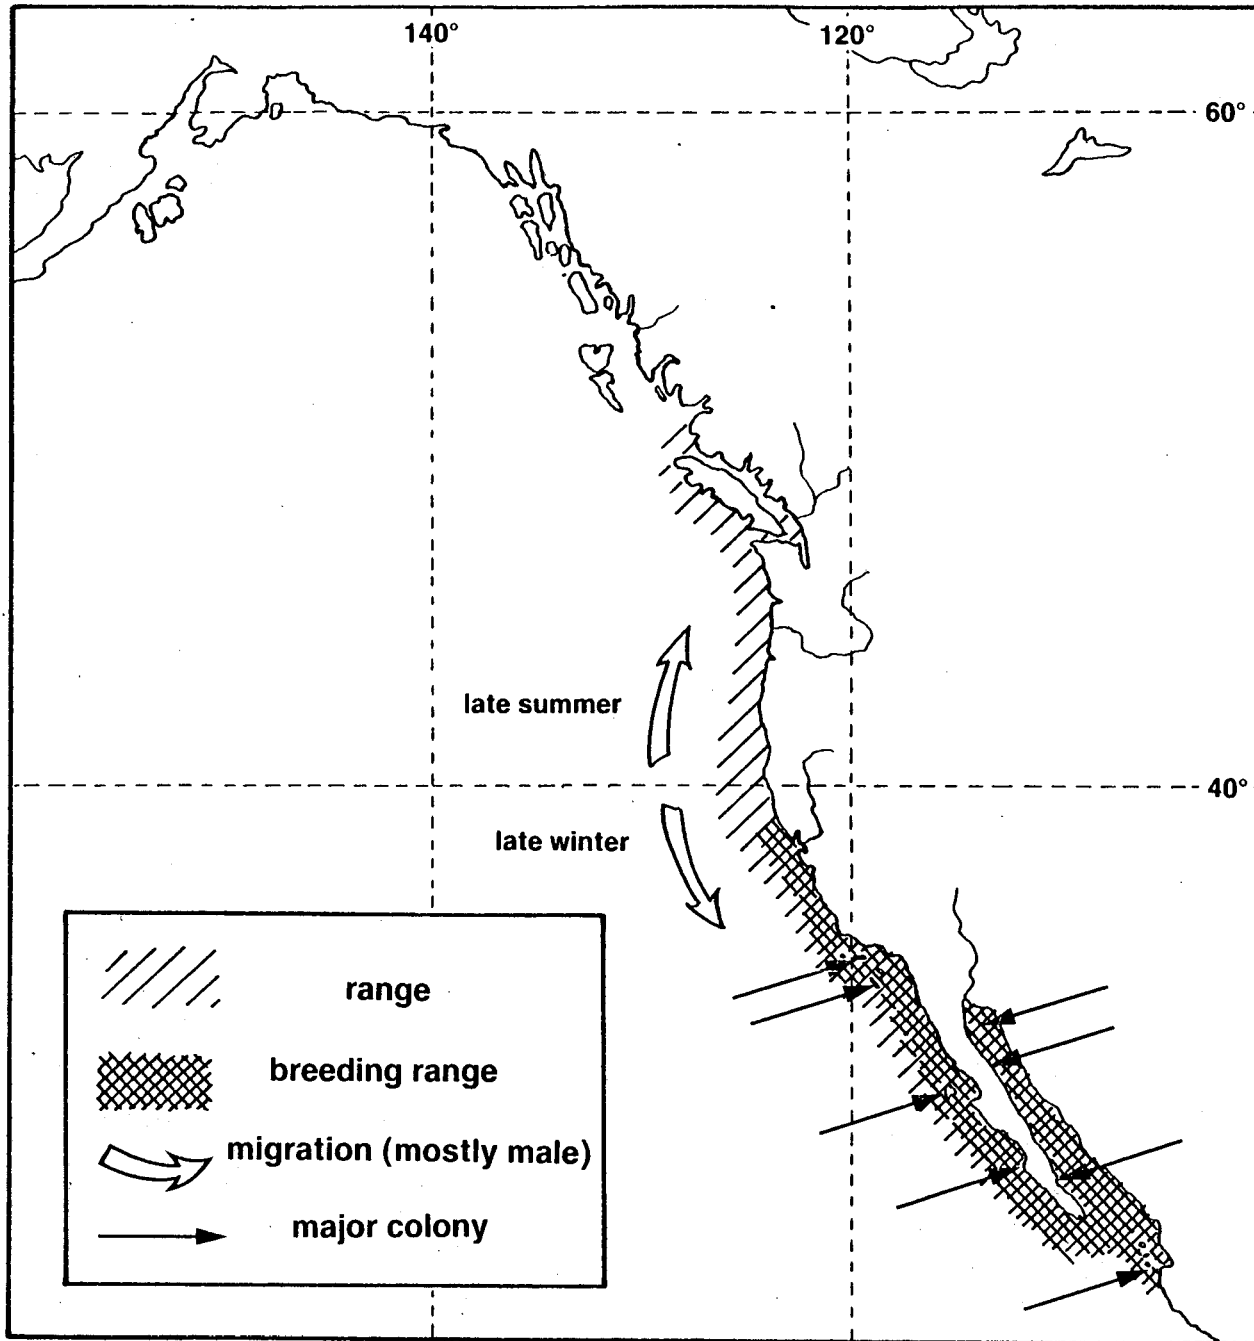 140°
120°
60°
late summer
40°
late winter
range
breeding range
migration (mostly male)
major colony